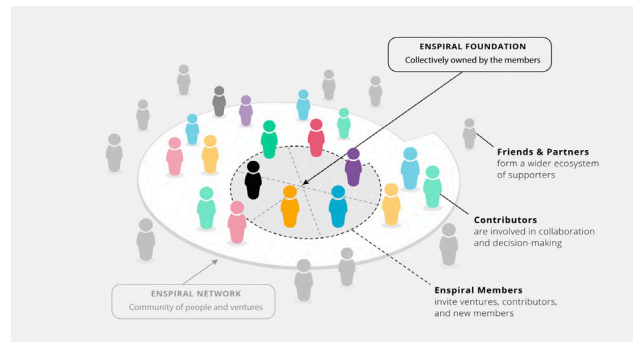 ENSPIRAL FOUNDATION
Collectively owned by the members
Friends & Partners
form a wider ecosystem
of supporters
Contributors
are involved in collaboration
and decision-making
Enspiral Members
invite ventures, contributors,
and new members
ENSPIRAL NETWORK
Community of people and ventures